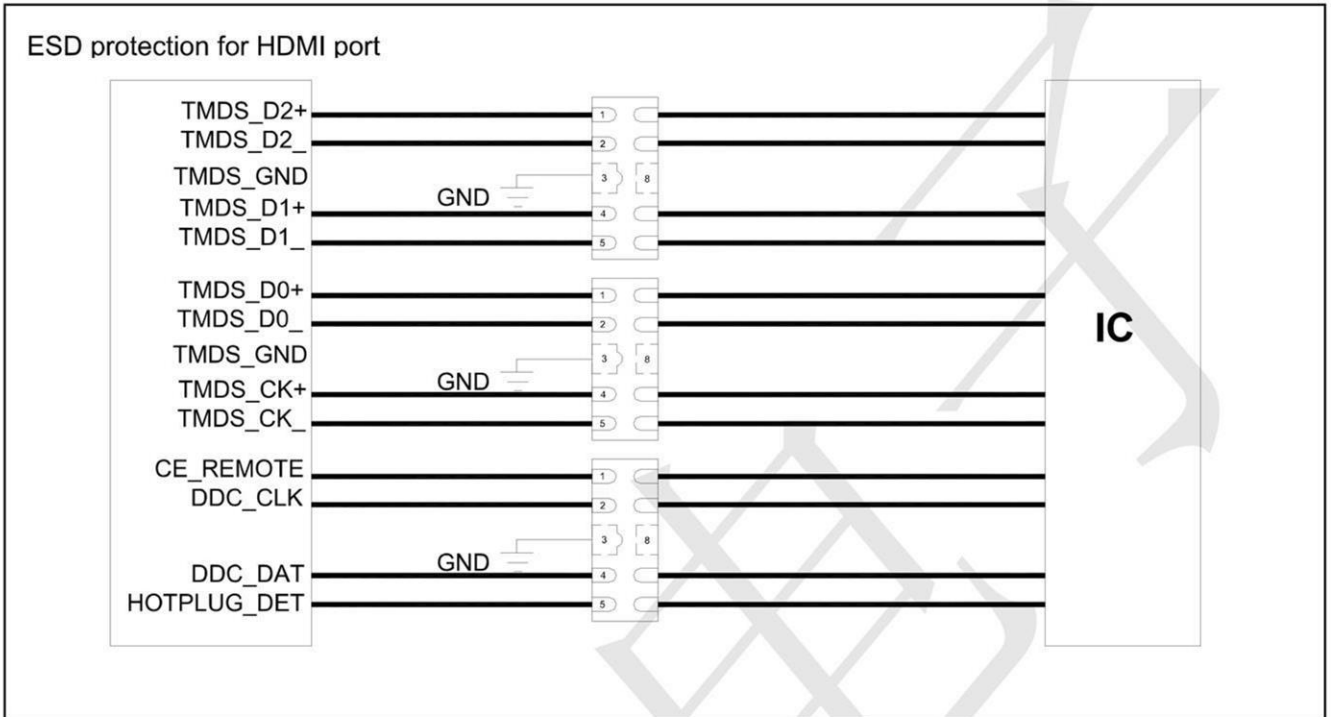 ESD protection for HDMI port
TMDS_D2+
1
TMDS_D2_
2
TMDS_GND
GND
3
8
TMDS_D1+
4
TMDS_D1_
5
TMDS_D0+
1
TMDS_D0_
2
TMDS_GND
GND
3
8
TMDS_CK+
4
TMDS_CK_
5
IC
CE_REMOTE
1
DDC_CLK
2
GND
3
8
DDC_DAT
4
HOTPLUG_DET
5